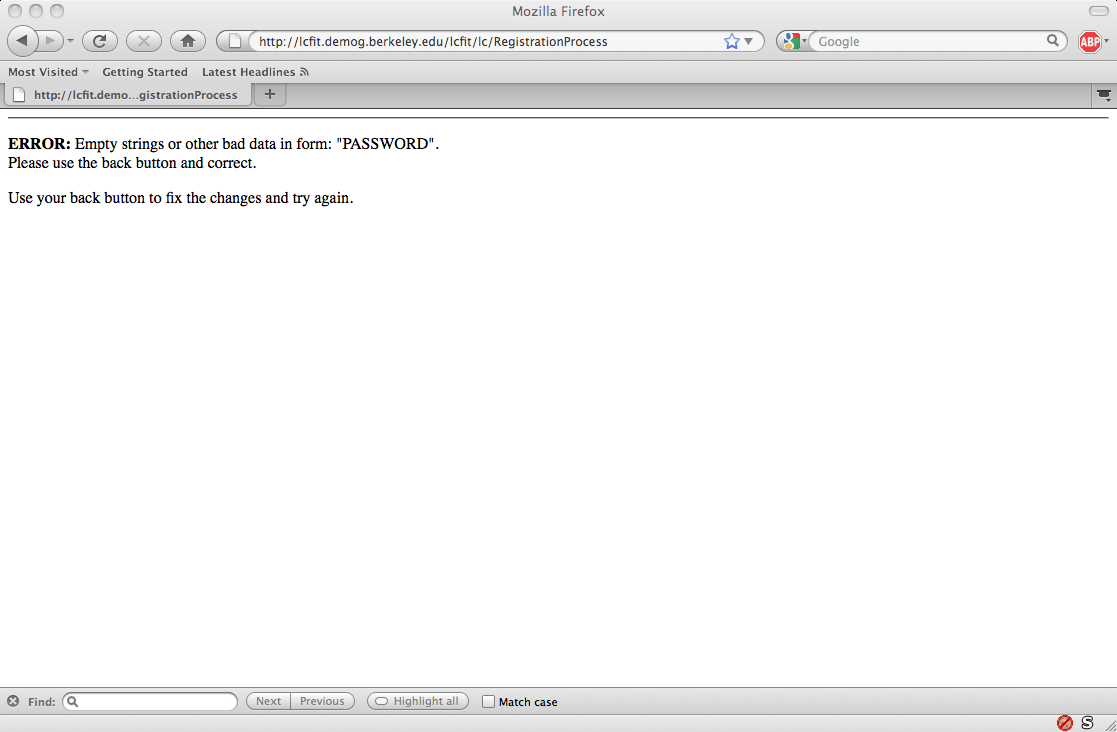 Mozilla Firefox
http://lcfit.demog.berkeley.edu/lcfit/lc/RegistrationProcess
Google
ABP
Most Visited
Getting Started
Latest Headlines
http://lcfit.demo...gistrationProcess
+
ERROR: Empty strings or other bad data in form: "PASSWORD".
Please use the back button and correct.
Use your back button to fix the changes and try again.
Find:
Next
Previous
Highlight all
Match case
S